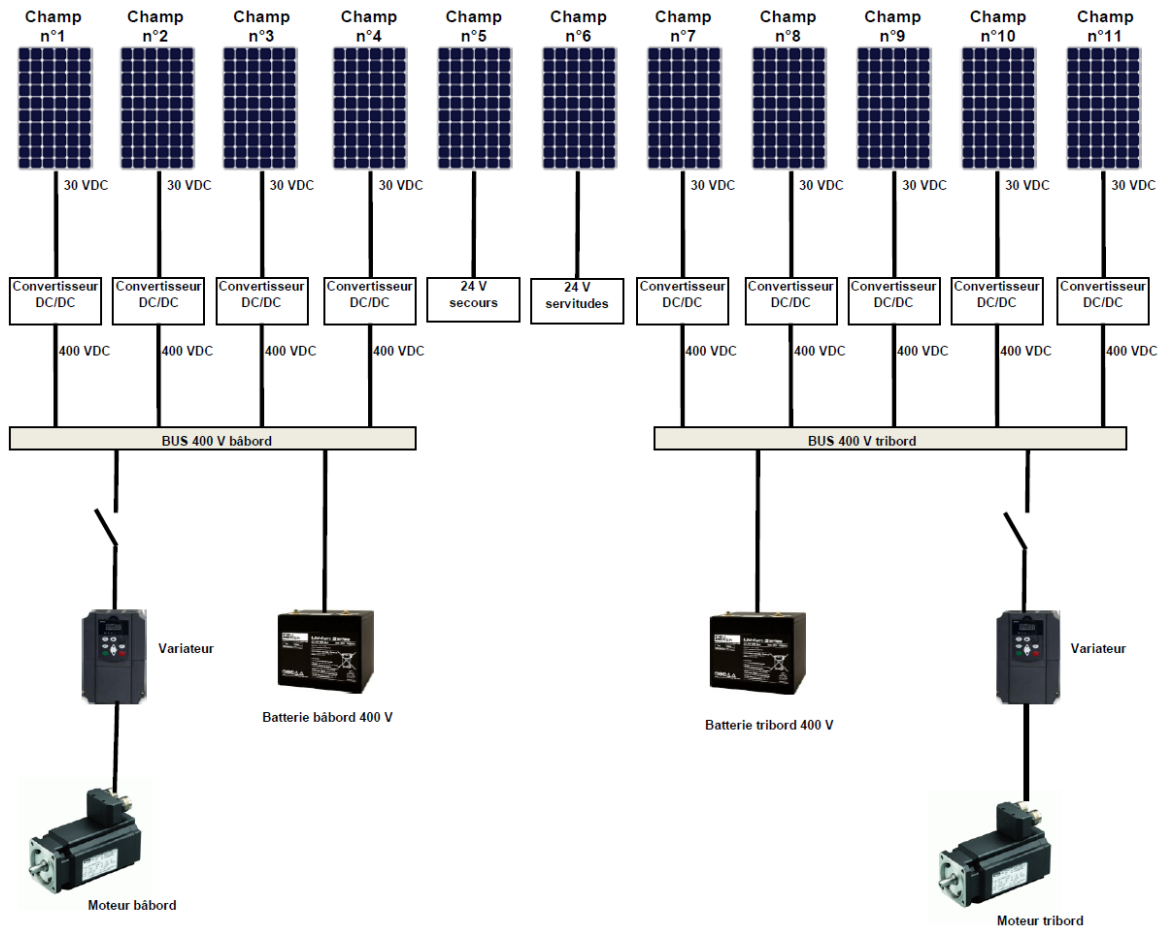 Champ
n°1
Champ
n°2
Champ
n°3
Champ
n°4
Champ
n°5
Champ
n°6
Champ
n°7
Champ
n°8
Champ
n°9
Champ
n°10
Champ
n°11
30 VDC
30 VDC
30 VDC
30 VDC
30 VDC
30 VDC
30 VDC
30 VDC
30 VDC
Convertisseur
DC/DC
Convertisseur
DC/DC
Convertisseur
DC/DC
Convertisseur
DC/DC
24 V
secours
24 V
servitudes
Convertisseur
DC/DC
Convertisseur
DC/DC
Convertisseur
DC/DC
Convertisseur
DC/DC
Convertisseur
DC/DC
400 VDC
400 VDC
400 VDC
400 VDC
400 VDC
400 VDC
400 VDC
400 VDC
400 VDC
BUS 400 V bâbord
BUS 400 V tribord
Variateur
Variateur
Batterie bâbord 400 V
Batterie tribord 400 V
Moteur bâbord
Moteur tribord